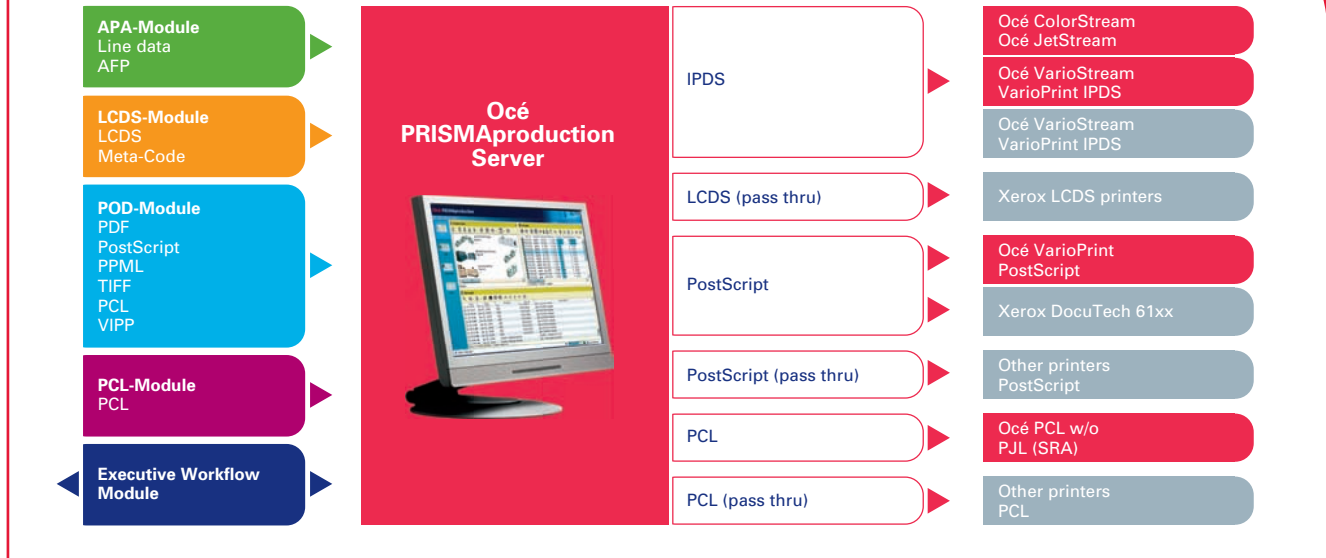 APA-Module
Line data
AFP
LCDS-Module
LCDS
Meta-Code
POD-Module
PDF
PostScript
PPML
TIFF
PCL
VIPP
PCL-Module
PCL
Executive Workflow
Module
Océ
PRISMAproduction
Server
IPDS
LCDS (pass thru)
PostScript
PostScript (pass thru)
PCL
PCL (pass thru)
Océ ColorStream
Océ JetStream
Océ VarioStream
VarioPrint IPDS
Océ VarioStream
VarioPrint IPDS
Xerox LCDS printers
Océ VarioPrint
PostScript
Xerox DocuTech 61xx
Other printers
PostScript
Océ PCL w/o
PJL (SRA)
Other printers
PCL